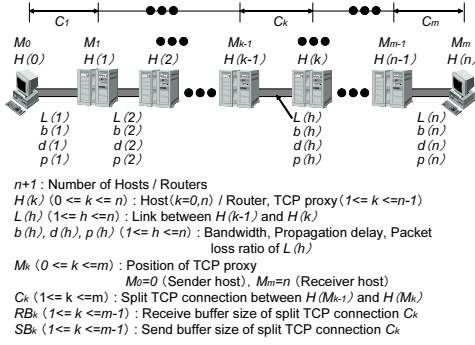 C1 ●●● Ck ●●● Cm
M0 M1 ●●● Mk-1 ●●● Mm-1 Mm
H(0) H(1) H(2) H(k-1) H(k) H(n-1) H(n)
●●● ●●●
L(1) L(2) L(h) L(n)
b(1) b(2) b(h) b(n)
d(1) d(2) d(h) d(n)
p(1) p(2) p(h) p(n)
n+1 : Number of Hosts / Routers
H(k) (0 <= k <= n) : Host(k=0,n) / Router, TCP proxy(1<= k <=n-1)
L(h) (1<= h <=n) : Link between H(k-1) and H(k)
b(h), d(h), p(h) (1<= h <=n) : Bandwidth, Propagation delay, Packet
loss ratio of L(h)
Mk (0 <= k <=m) : Position of TCP proxy
M0=0 (Sender host), Mm=n (Receiver host)
Ck (1<= k <=m) : Split TCP connection between H(Mk-1) and H(Mk)
RBk (1<= k <=m-1) : Receive buffer size of split TCP connection Ck
SBk (1<= k <=m-1) : Send buffer size of split TCP connection Ck